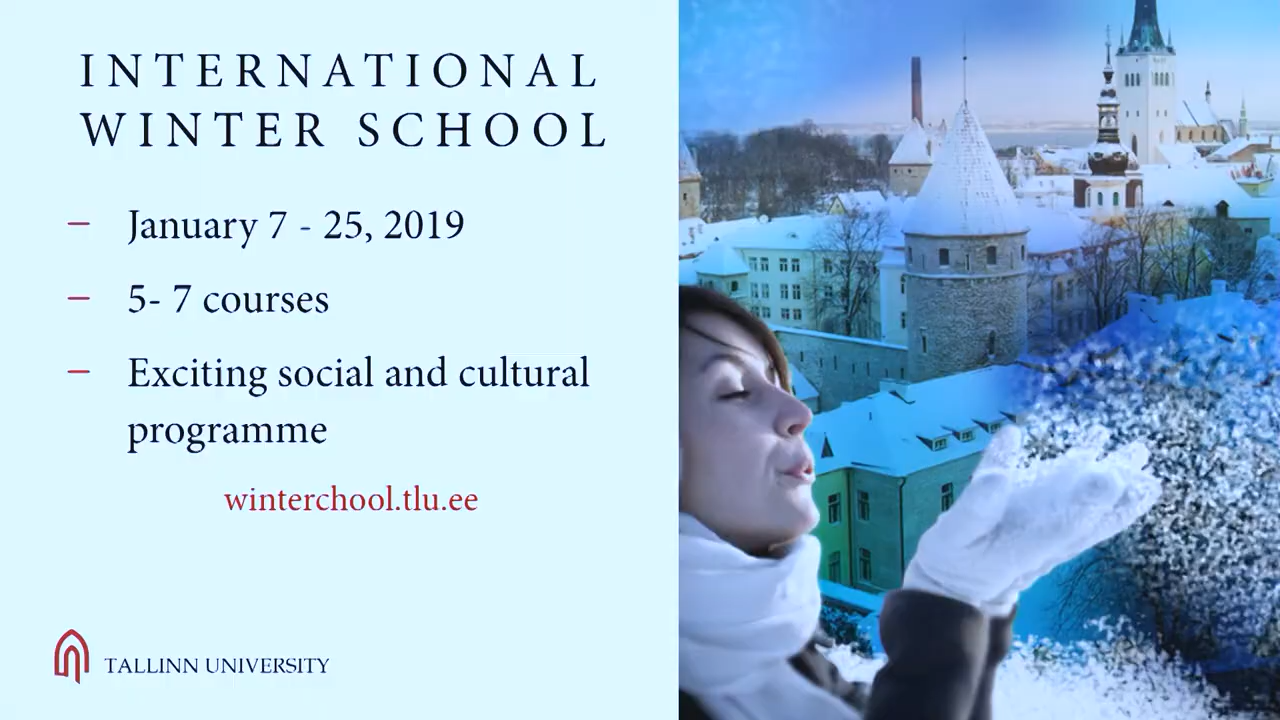 INTERNATIONAL
WINTER SCHOOL
– January 7 - 25, 2019
– 5- 7 courses
– Exciting social and cultural
programme
winterchool.tlu.ee
TALLINN UNIVERSITY